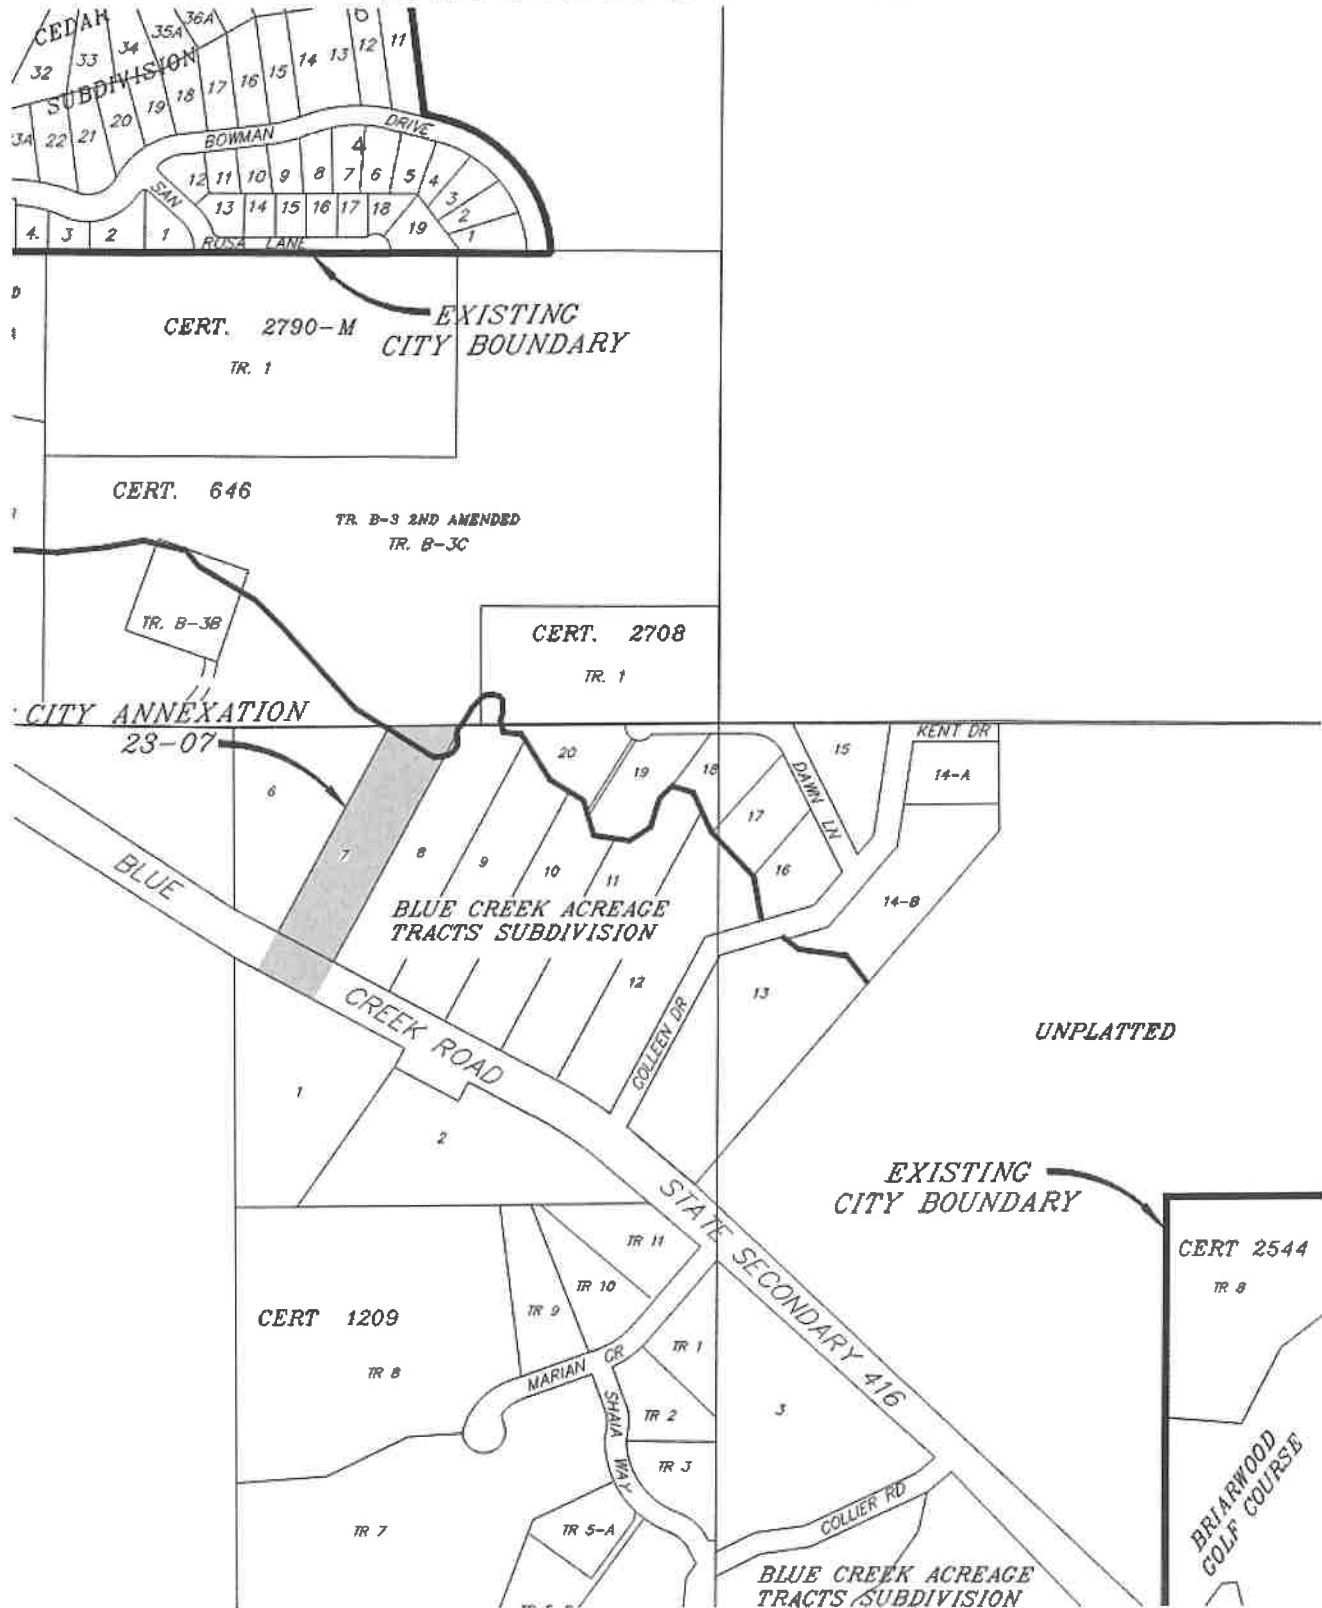 CEDAR
SUBDIVISION
36A
35A
34
33
32
11
12
13
14
15
16
17
18
19
20
21
22
BOWMAN
DRIVE
12
11
10
9
8
7
6
5
4
3
2
1
SAN
13
14
15
16
17
18
19
4
3
2
1
ROSA LANE
CERT. 2790-M
TR. 1
EXISTING
CITY BOUNDARY
CERT. 646
TR. B-3 2ND AMENDED
TR. B-3C
TR. B-3B
CERT. 2708
TR. 1
CITY ANNEXATION
23-07
6
7
8
9
10
11
12
13
20
19
18
17
16
15
KENT DR
14-A
14-B
DAWN LN
BLUE CREEK ACREAGE
TRACTS SUBDIVISION
COLLEEN DR
BLUE
CREEK ROAD
1
2
UNPLATTED
EXISTING
CITY BOUNDARY
CERT 2544
TR 8
STATE SECONDARY 416
TR 11
TR 10
TR 9
CERT 1209
TR 8
MARIAN CR
TR 1
TR 2
TR 3
SHAIA WAY
3
TR 7
TR 5-A
COLLIER RD
BRIARWOOD
GOLF COURSE
BLUE CREEK ACREAGE
TRACTS SUBDIVISION